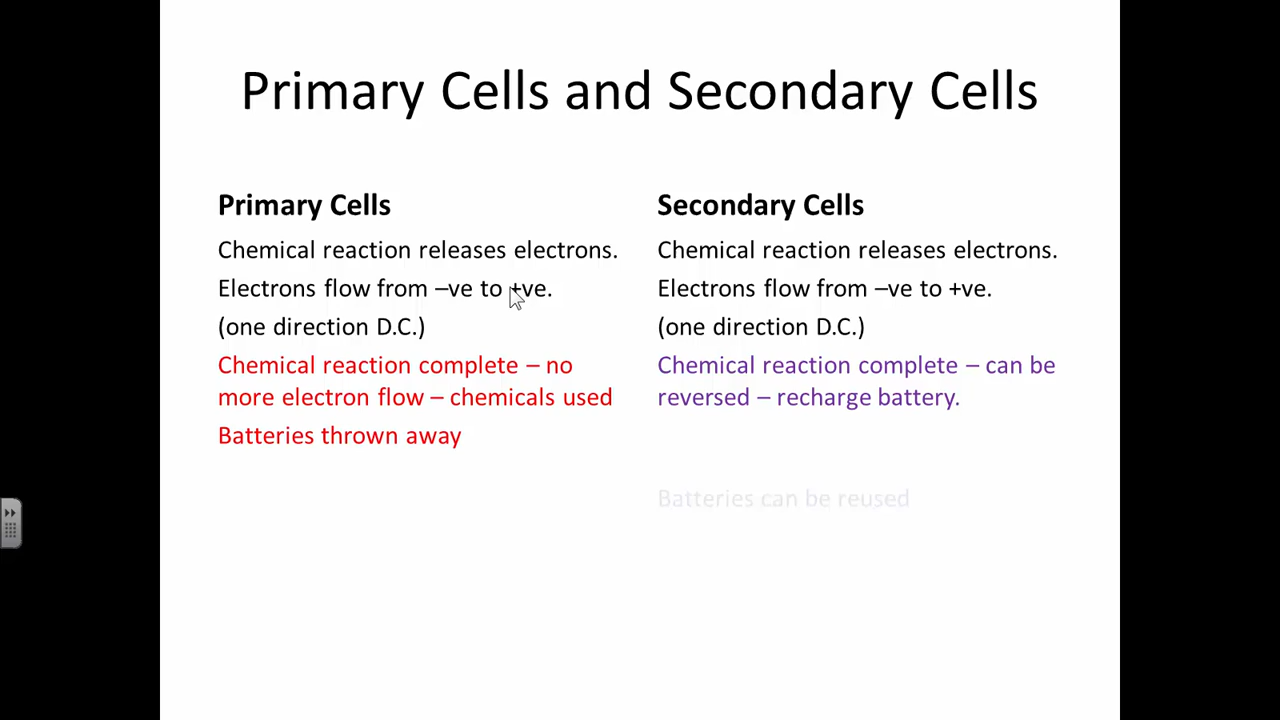 Primary Cells and Secondary Cells
Primary Cells
Chemical reaction releases electrons.
Electrons flow from –ve to +ve.
(one direction D.C.)
Chemical reaction complete – no
more electron flow – chemicals used
Batteries thrown away
Secondary Cells
Chemical reaction releases electrons.
Electrons flow from –ve to +ve.
(one direction D.C.)
Chemical reaction complete – can be
reversed – recharge battery.
Batteries can be reused